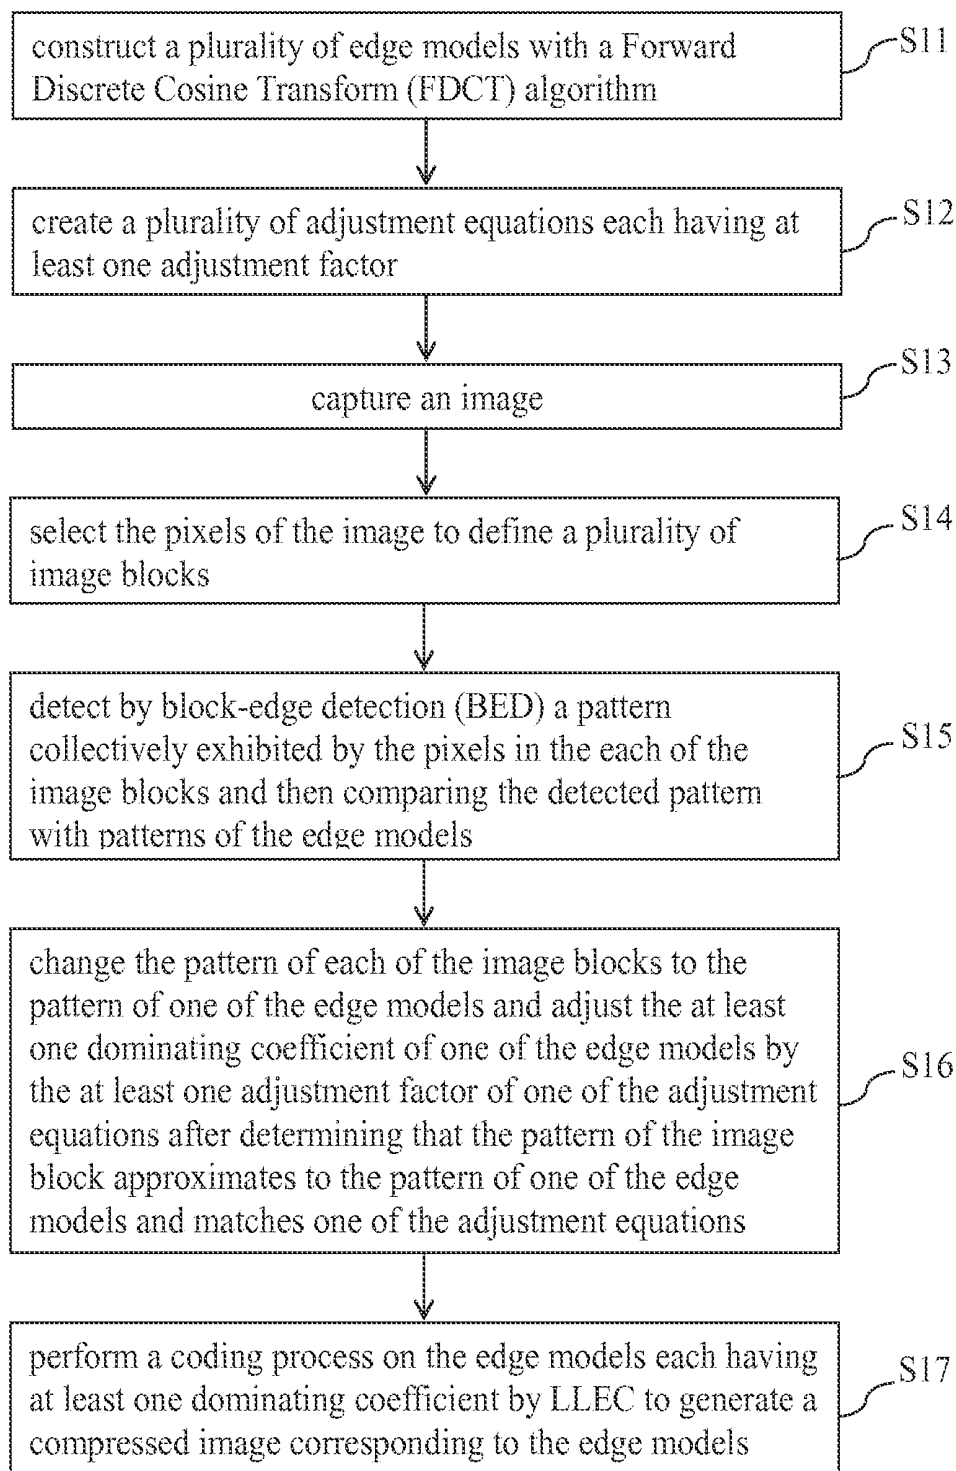 construct a plurality of edge models with a Forward
Discrete Cosine Transform (FDCT) algorithm
S11
create a plurality of adjustment equations each having at
least one adjustment factor
S12
capture an image
S13
select the pixels of the image to define a plurality of
image blocks
S14
detect by block-edge detection (BED) a pattern
collectively exhibited by the pixels in the each of the
image blocks and then comparing the detected pattern
with patterns of the edge models
S15
change the pattern of each of the image blocks to the
pattern of one of the edge models and adjust the at least
one dominating coefficient of one of the edge models by
the at least one adjustment factor of one of the adjustment
equations after determining that the pattern of the image
block approximates to the pattern of one of the edge
models and matches one of the adjustment equations
S16
perform a coding process on the edge models each having
at least one dominating coefficient by LLEC to generate a
compressed image corresponding to the edge models
S17